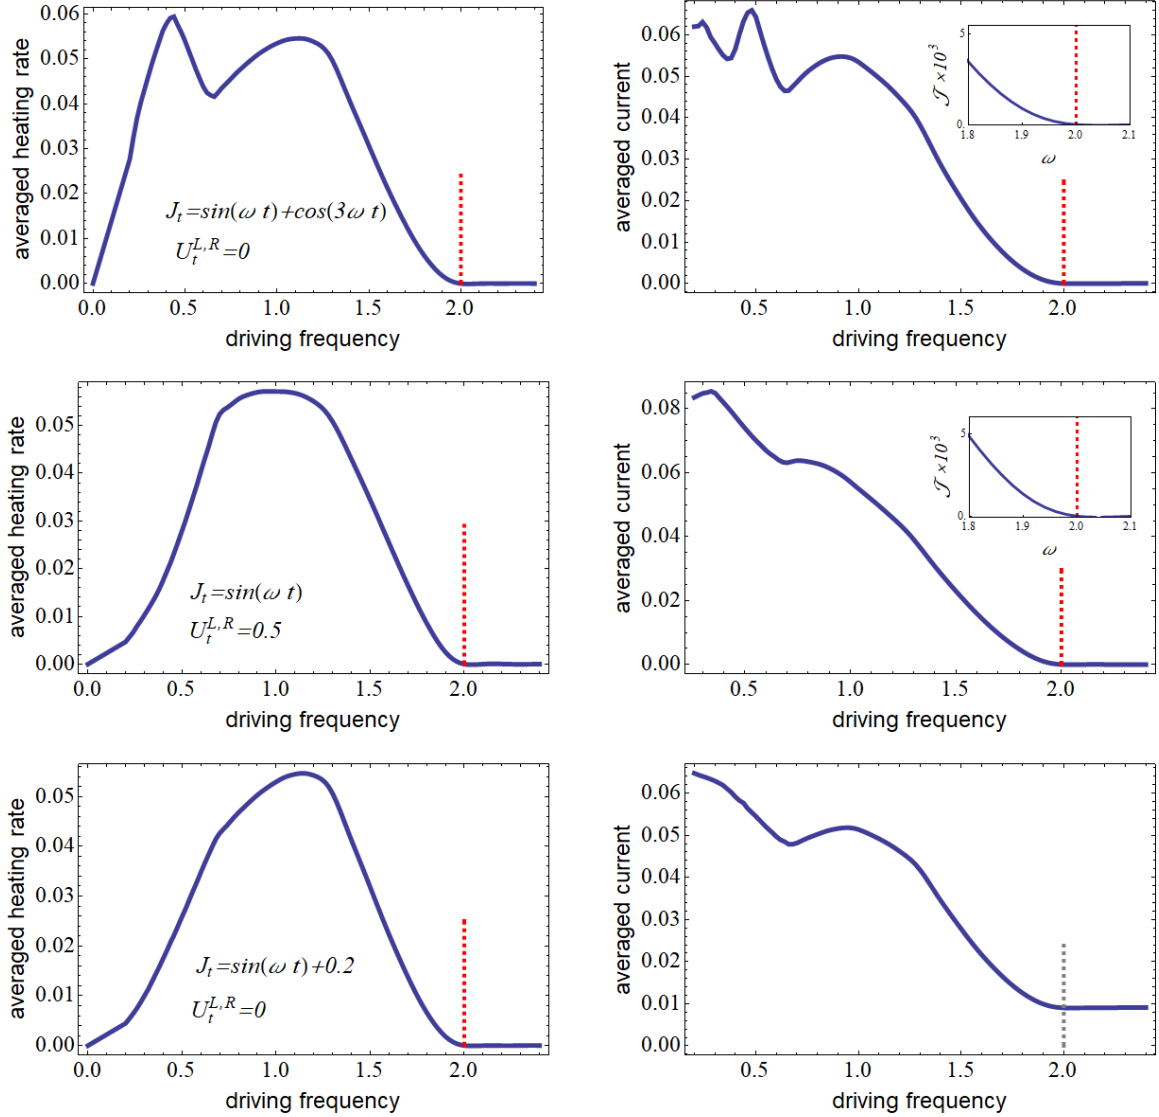 0.06
0.05
0.04
0.03
0.02
0.01
0.00
averaged heating rate
J_t=sin(ω t)+cos(3ω t)
U_t^{L,R}=0
0.0 0.5 1.0 1.5 2.0
driving frequency
0.06
0.05
0.04
0.03
0.02
0.01
0.00
averaged current
5
0.
𝒥 ×10^3
1.8 1.9 2.0 2.1
ω
0.5 1.0 1.5 2.0
driving frequency
0.05
0.04
0.03
0.02
0.01
0.00
averaged heating rate
J_t=sin(ω t)
U_t^{L,R}=0.5
0.0 0.5 1.0 1.5 2.0
driving frequency
0.08
0.06
0.04
0.02
0.00
averaged current
5
0.
𝒥 ×10^3
1.8 1.9 2.0 2.1
ω
0.5 1.0 1.5 2.0
driving frequency
0.05
0.04
0.03
0.02
0.01
0.00
averaged heating rate
J_t=sin(ω t)+0.2
U_t^{L,R}=0
0.0 0.5 1.0 1.5 2.0
driving frequency
0.06
0.05
0.04
0.03
0.02
0.01
0.00
averaged current
0.5 1.0 1.5 2.0
driving frequency